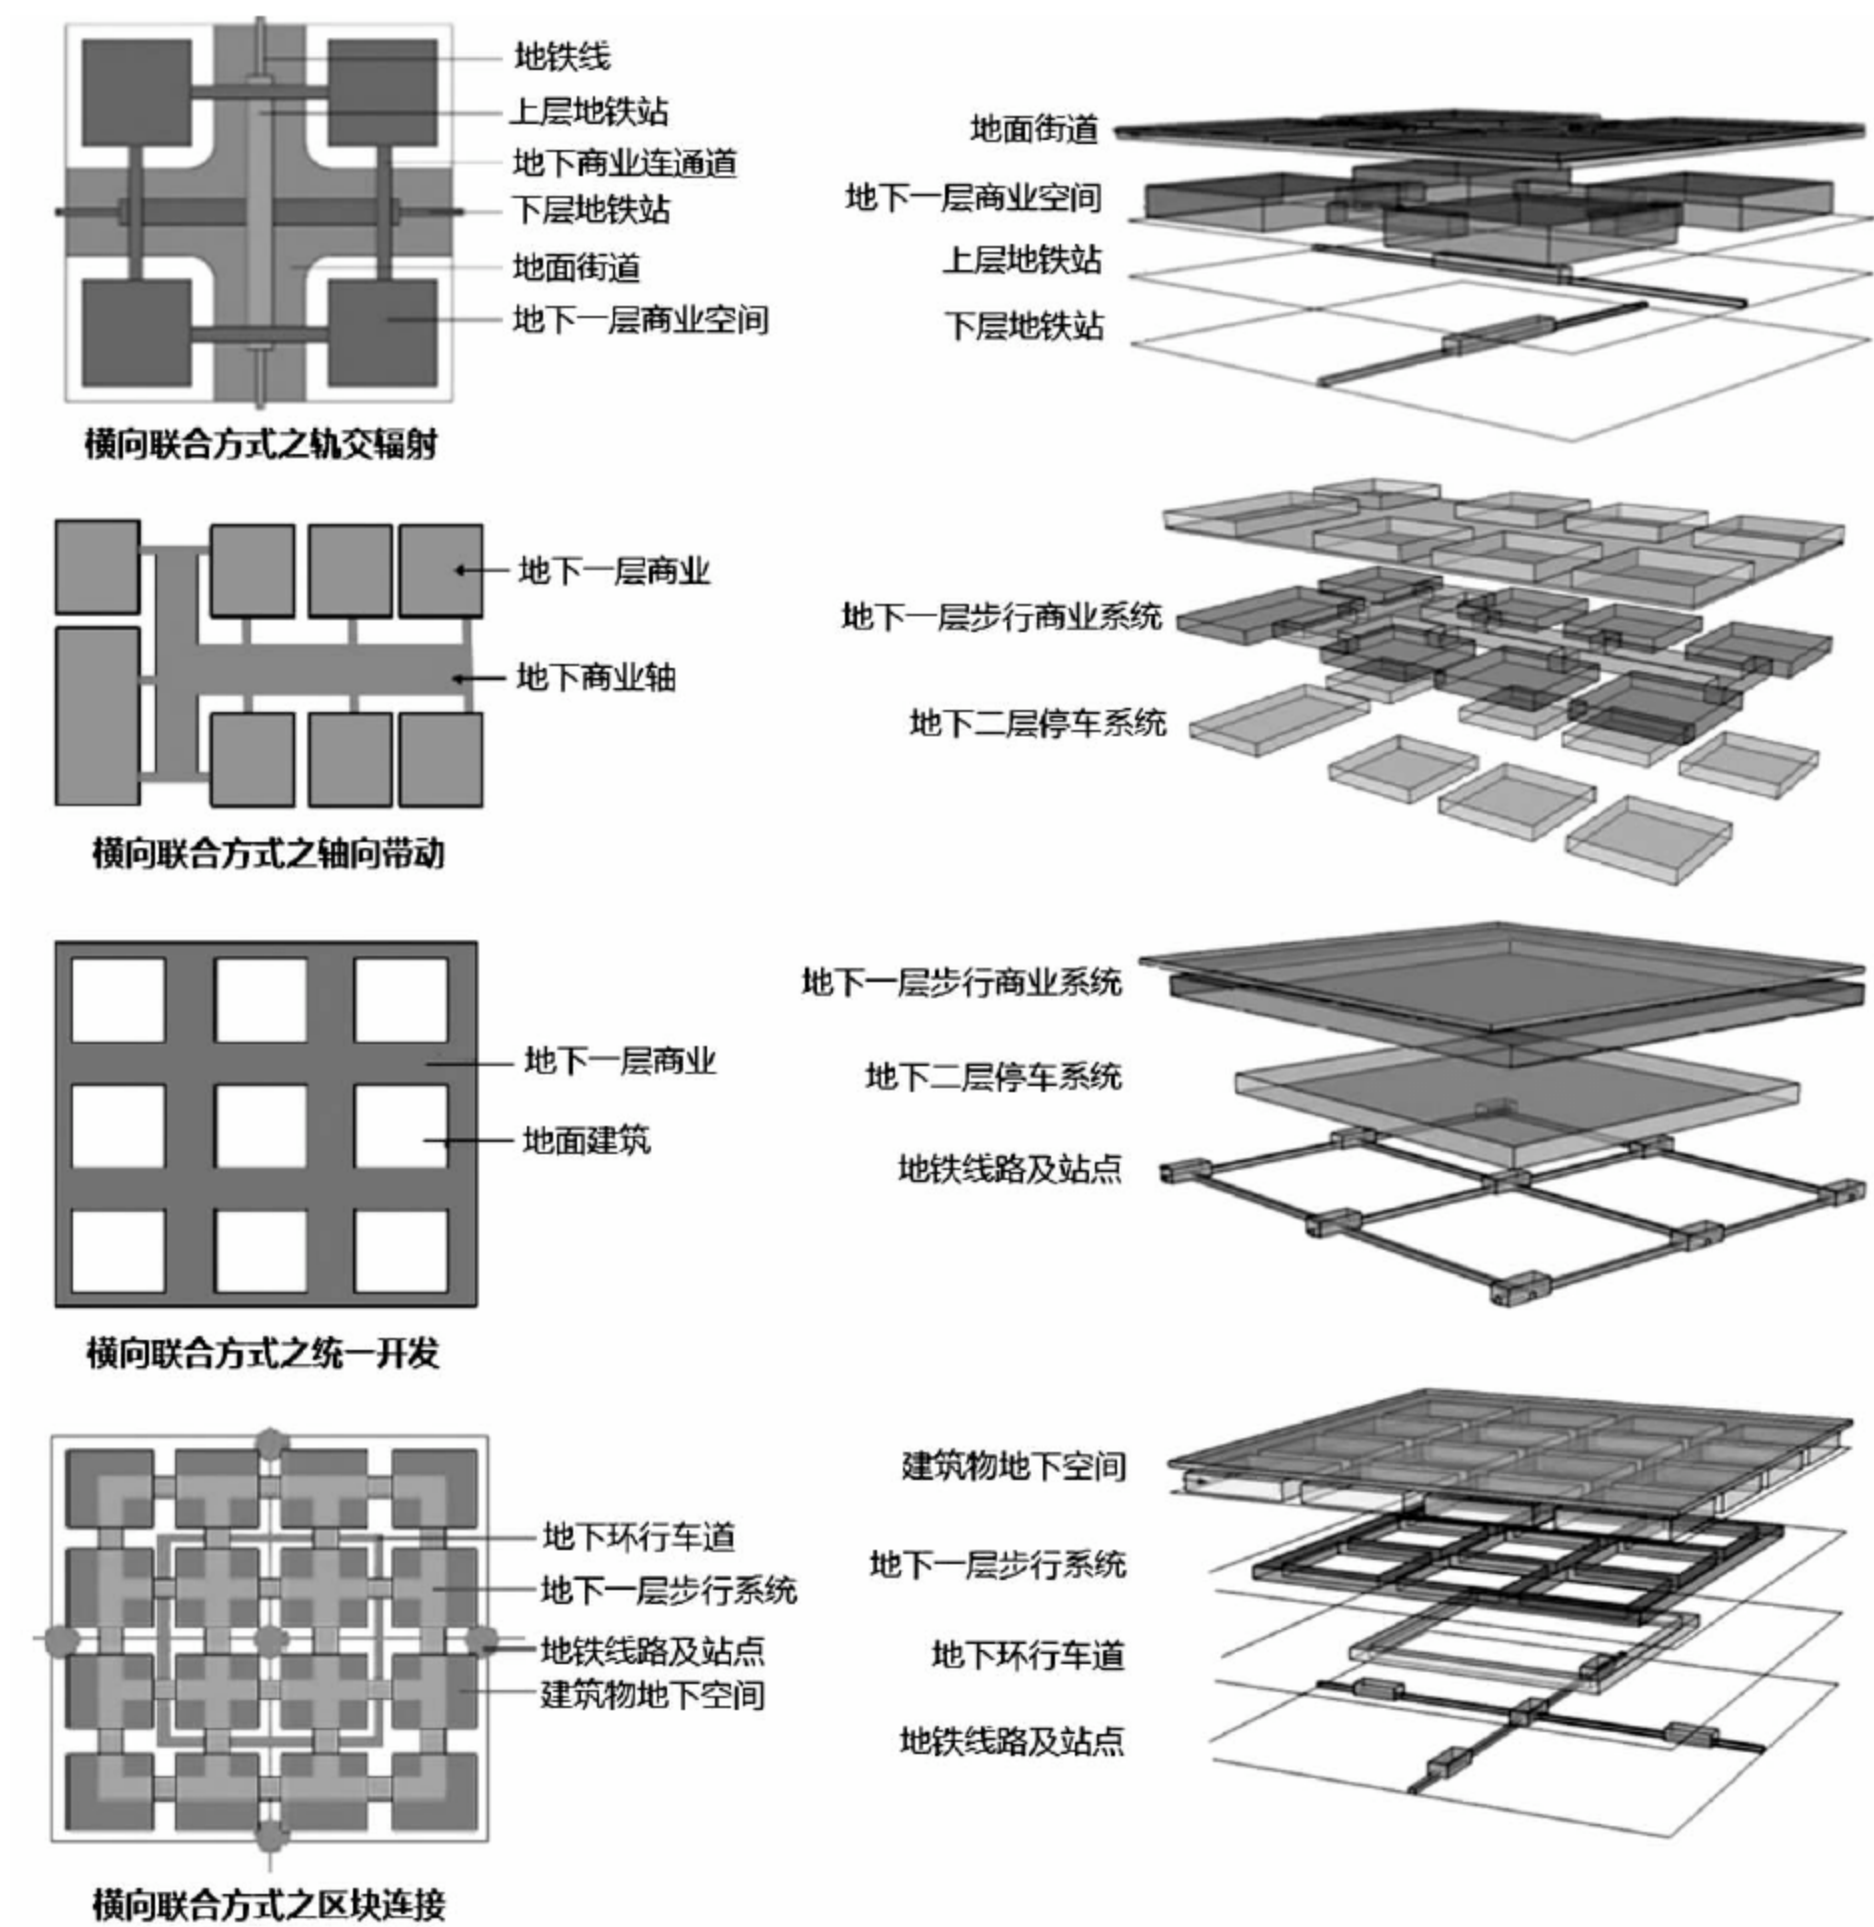 地铁线
上层地铁站
地下商业连通道
下层地铁站
地面街道
地下一层商业空间
横向联合方式之轨交辐射
地面街道
地下一层商业空间
上层地铁站
下层地铁站
地下一层商业
地下商业轴
横向联合方式之轴向带动
地下一层步行商业系统
地下二层停车系统
地下一层商业
地面建筑
横向联合方式之统一开发
地下一层步行商业系统
地下二层停车系统
地铁线路及站点
地下环行车道
地下一层步行系统
地铁线路及站点
建筑物地下空间
横向联合方式之区块连接
建筑物地下空间
地下一层步行系统
地下环行车道
地铁线路及站点